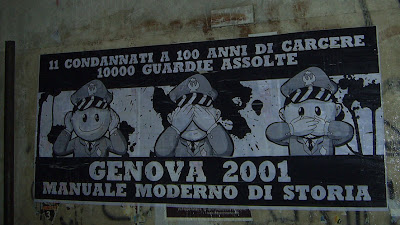 11 CONDANNATI A 100 ANNI DI CARCERE
10000 GUARDIE ASSOLTE
GENOVA 2001
MANUALE MODERNO DI STORIA